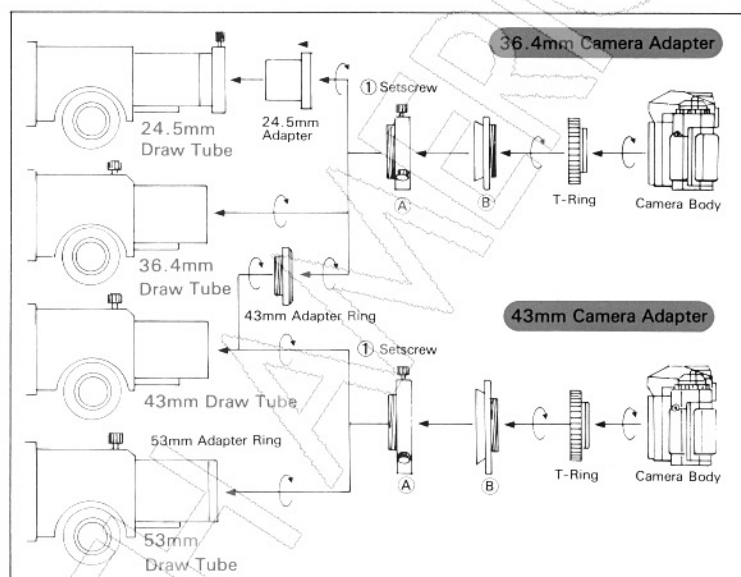 36.4mm Camera Adapter
① Setscrew
24.5mm
Draw Tube
24.5mm
Adapter
Ⓐ
Ⓑ
T-Ring
Camera Body
36.4mm
Draw Tube
43mm Adapter Ring
43mm Camera Adapter
① Setscrew
43mm Draw Tube
53mm Adapter Ring
Ⓐ
Ⓑ
T-Ring
Camera Body
53mm
Draw Tube